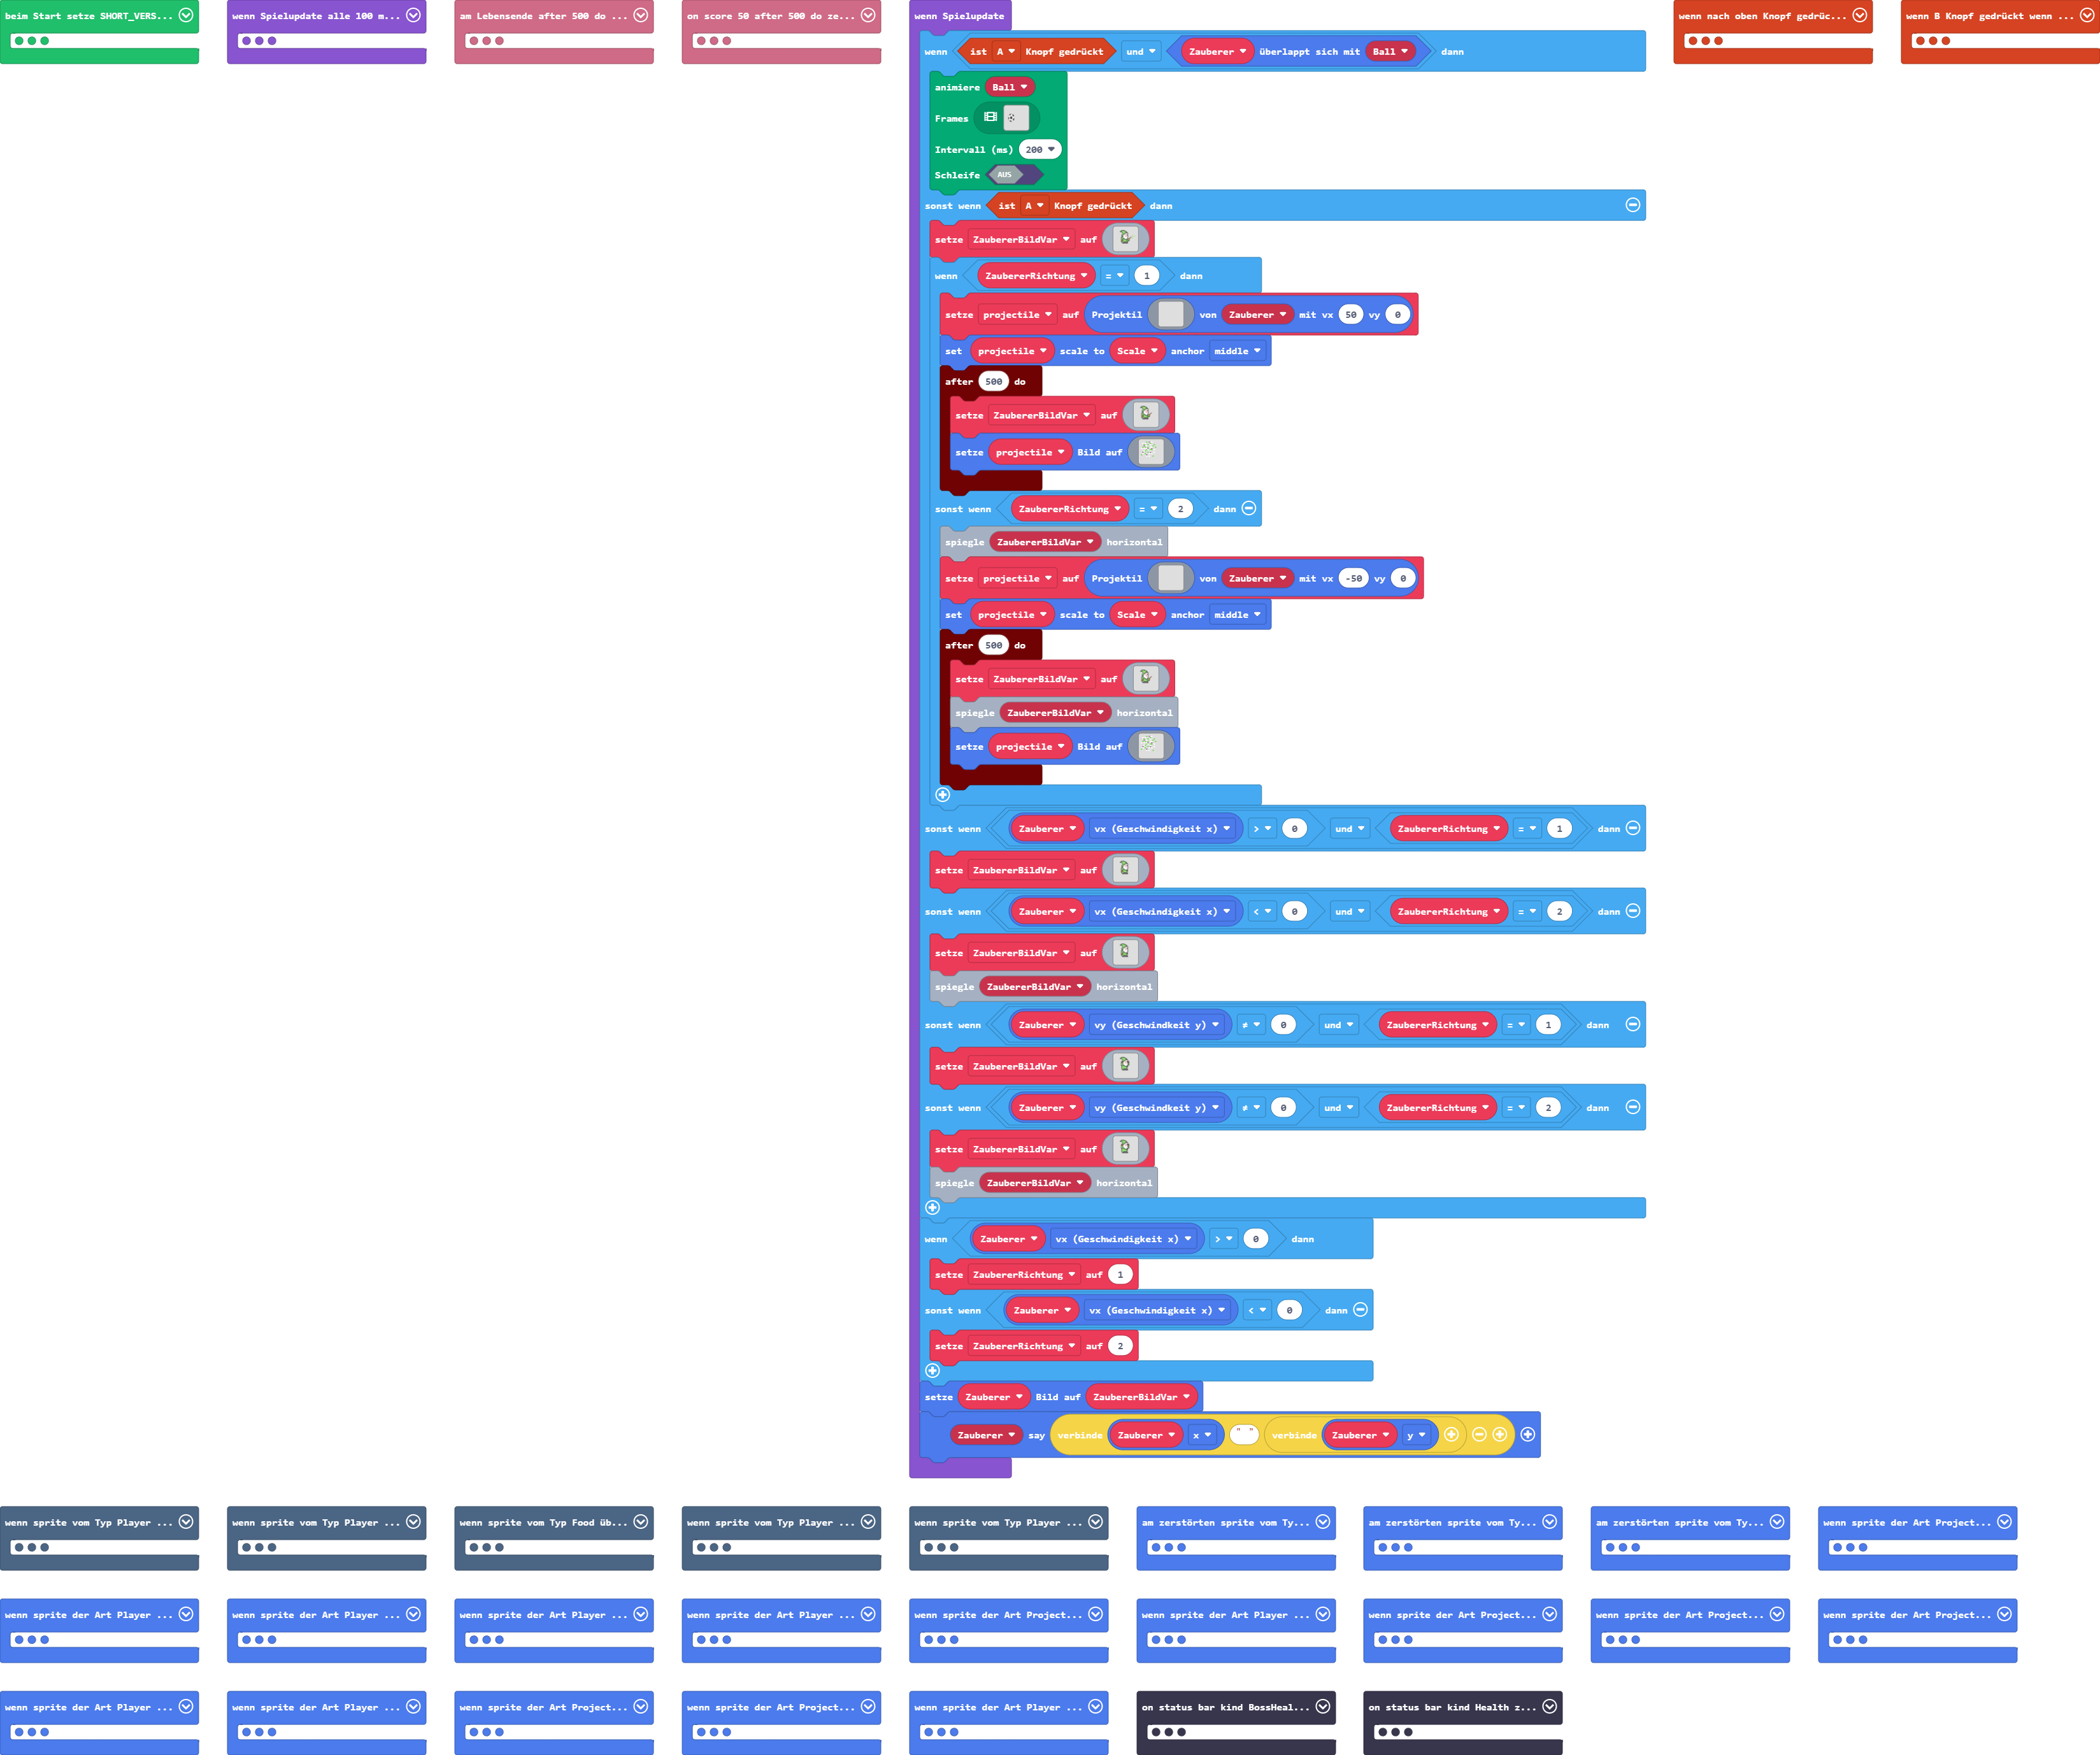 beim Start setze SHORT_VERS...
wenn Spielupdate alle 100 m...
am Lebensende after 500 do ...
on score 50 after 500 do ze...
wenn Spielupdate
wenn nach oben Knopf gedrüc...
wenn B Knopf gedrückt wenn ...
wenn ist A Knopf gedrückt und Zauberer überlappt sich mit Ball dann
animiere Ball
Frames
Intervall (ms) 200
Schleife AUS
sonst wenn ist A Knopf gedrückt dann
setze ZaubererBildVar auf
wenn ZaubererRichtung = 1 dann
setze projectile auf Projektil von Zauberer mit vx 50 vy 0
set projectile scale to Scale anchor middle
after 500 do
setze ZaubererBildVar auf
setze projectile Bild auf
sonst wenn ZaubererRichtung = 2 dann
spiegle ZaubererBildVar horizontal
setze projectile auf Projektil von Zauberer mit vx -50 vy 0
set projectile scale to Scale anchor middle
after 500 do
setze ZaubererBildVar auf
spiegle ZaubererBildVar horizontal
setze projectile Bild auf
sonst wenn Zauberer vx (Geschwindigkeit x) > 0 und ZaubererRichtung = 1 dann
setze ZaubererBildVar auf
sonst wenn Zauberer vx (Geschwindigkeit x) < 0 und ZaubererRichtung = 2 dann
setze ZaubererBildVar auf
spiegle ZaubererBildVar horizontal
sonst wenn Zauberer vy (Geschwindkeit y) ≠ 0 und ZaubererRichtung = 1 dann
setze ZaubererBildVar auf
sonst wenn Zauberer vy (Geschwindkeit y) ≠ 0 und ZaubererRichtung = 2 dann
setze ZaubererBildVar auf
spiegle ZaubererBildVar horizontal
wenn Zauberer vx (Geschwindigkeit x) > 0 dann
setze ZaubererRichtung auf 1
sonst wenn Zauberer vx (Geschwindigkeit x) < 0 dann
setze ZaubererRichtung auf 2
setze Zauberer Bild auf ZaubererBildVar
Zauberer say verbinde Zauberer x " " verbinde Zauberer y
wenn sprite vom Typ Player ...
wenn sprite vom Typ Player ...
wenn sprite vom Typ Food üb...
wenn sprite vom Typ Player ...
wenn sprite vom Typ Player ...
am zerstörten sprite vom Ty...
am zerstörten sprite vom Ty...
am zerstörten sprite vom Ty...
wenn sprite der Art Project...
wenn sprite der Art Player ...
wenn sprite der Art Player ...
wenn sprite der Art Player ...
wenn sprite der Art Player ...
wenn sprite der Art Project...
wenn sprite der Art Player ...
wenn sprite der Art Project...
wenn sprite der Art Project...
wenn sprite der Art Project...
wenn sprite der Art Player ...
wenn sprite der Art Player ...
wenn sprite der Art Project...
wenn sprite der Art Project...
wenn sprite der Art Player ...
on status bar kind BossHeal...
on status bar kind Health z...